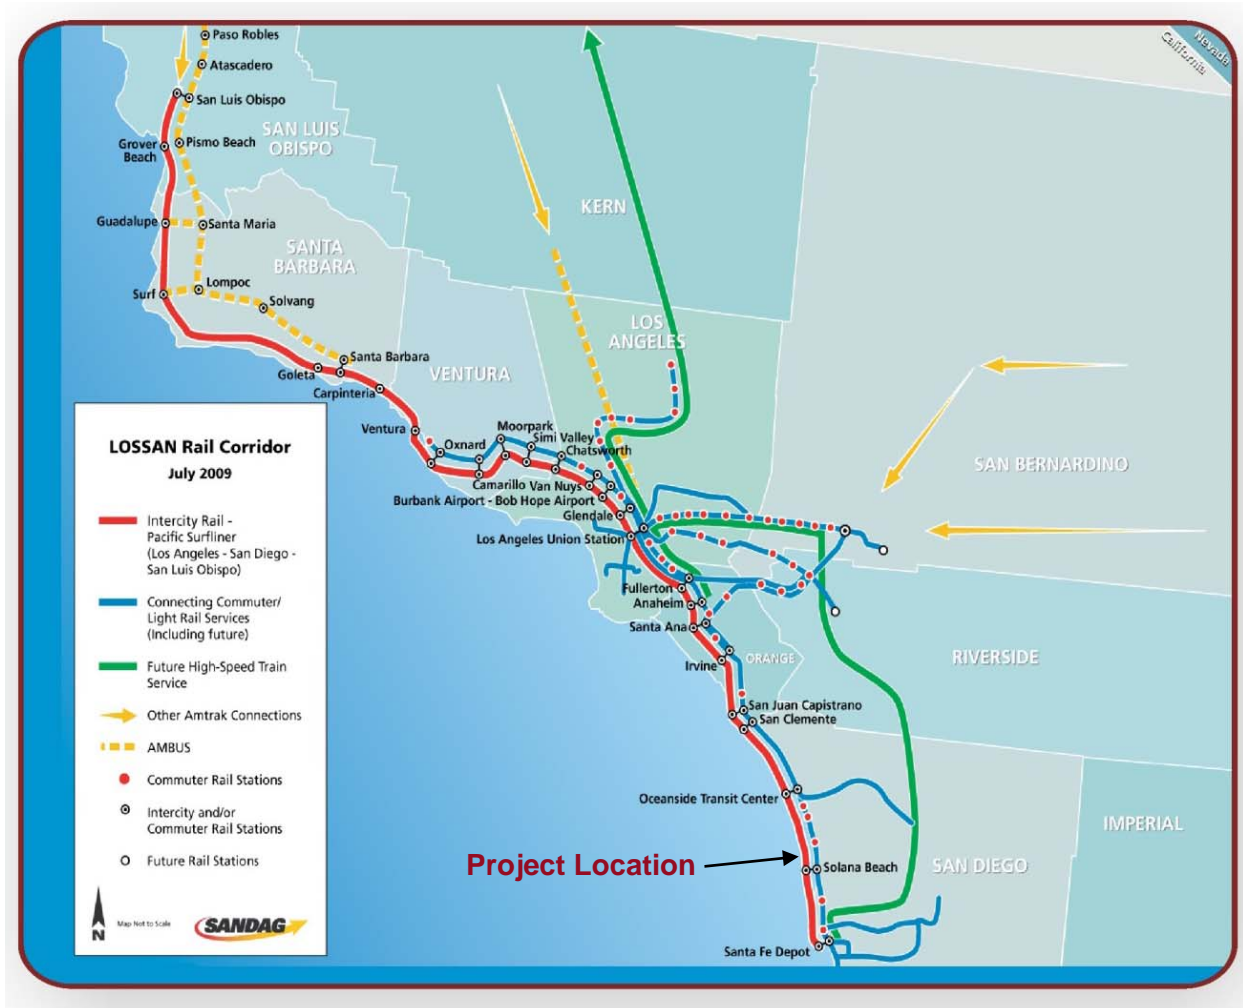 Nevada
California
Paso Robles
Atascadero
San Luis Obispo
SAN LUIS
OBISPO
Grover
Beach
Pismo Beach
KERN
Guadalupe
Santa Maria
SANTA
BARBARA
Surf
Lompoc
Solvang
LOS
ANGELES
Santa Barbara
Goleta
VENTURA
Carpinteria
Ventura
Oxnard
Moorpark
Simi Valley
Chatsworth
Camarillo
Van Nuys
Burbank Airport - Bob Hope Airport
Glendale
Los Angeles Union Station
SAN BERNARDINO
Fullerton
Anaheim
Santa Ana
Irvine
ORANGE
RIVERSIDE
San Juan Capistrano
San Clemente
Oceanside Transit Center
IMPERIAL
Project Location
Solana Beach
SAN DIEGO
Santa Fe Depot
LOSSAN Rail Corridor
July 2009
Intercity Rail -
Pacific Surfliner
(Los Angeles - San Diego -
San Luis Obispo)
Connecting Commuter/
Light Rail Services
(Including future)
Future High-Speed Train
Service
Other Amtrak Connections
AMBUS
Commuter Rail Stations
Intercity and/or
Commuter Rail Stations
Future Rail Stations
N
Map Not to Scale
SANDAG